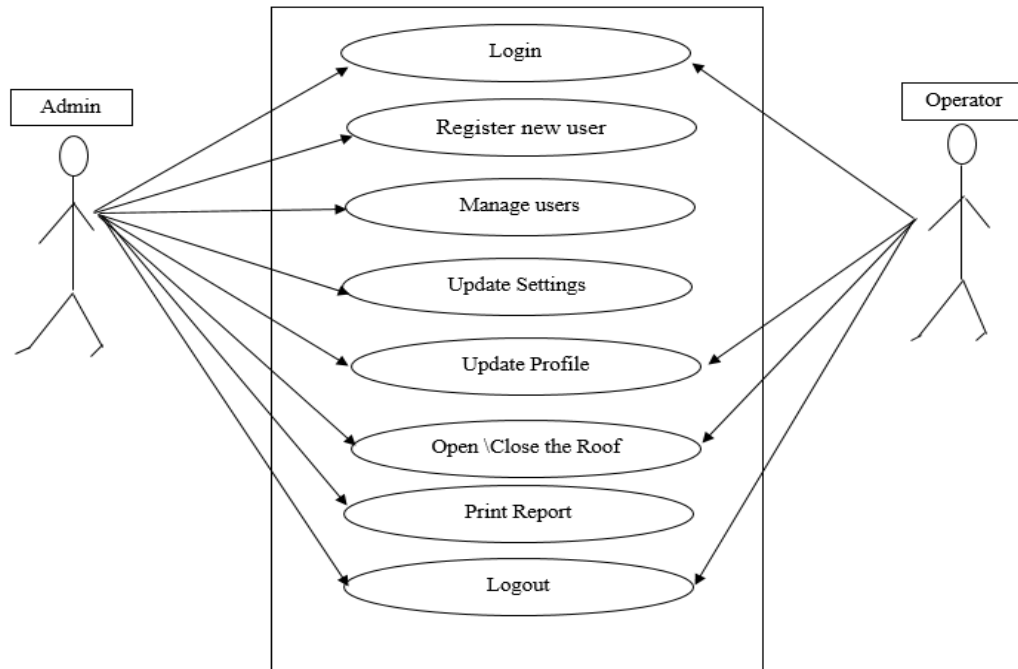 Login
Admin
Operator
Register new user
Manage users
Update Settings
Update Profile
Open \Close the Roof
Print Report
Logout